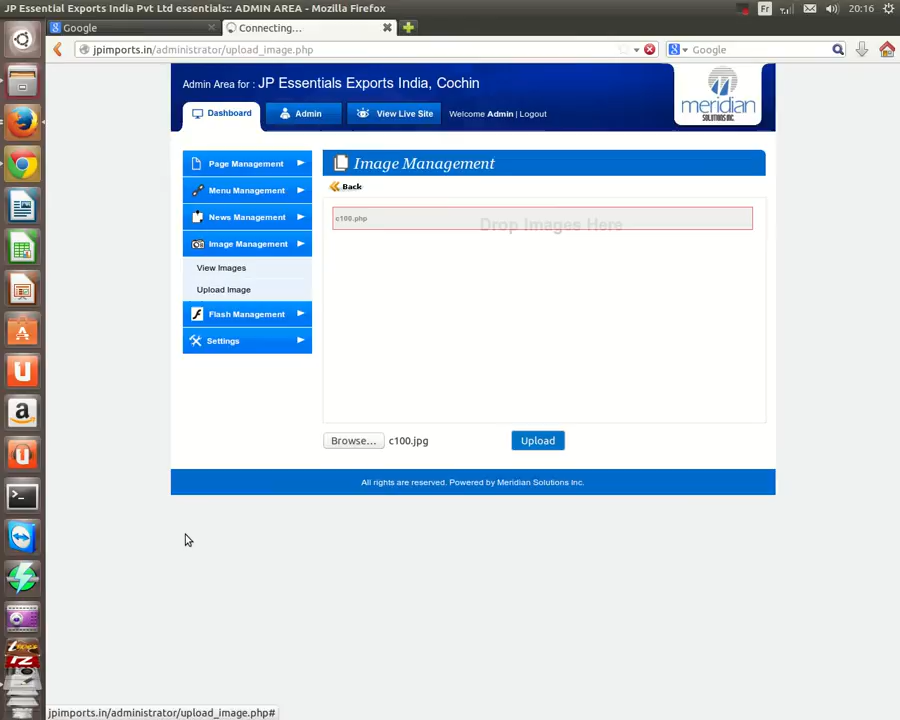 JP Essential Exports India Pvt Ltd essentials:: ADMIN AREA - Mozilla Firefox
Fr
20:16
Google
Connecting...
jpimports.in/administrator/upload_image.php
Google
Admin Area for : JP Essentials Exports India, Cochin
Dashboard
Admin
View Live Site
Welcome Admin | Logout
meridian
SOLUTIONS INC.
Page Management
Image Management
Back
Menu Management
News Management
c100.php
Drop Images Here
Image Management
View Images
Upload Image
Flash Management
Settings
Browse...
c100.jpg
Upload
All rights are reserved. Powered by Meridian Solutions Inc.
jpimports.in/administrator/upload_image.php#